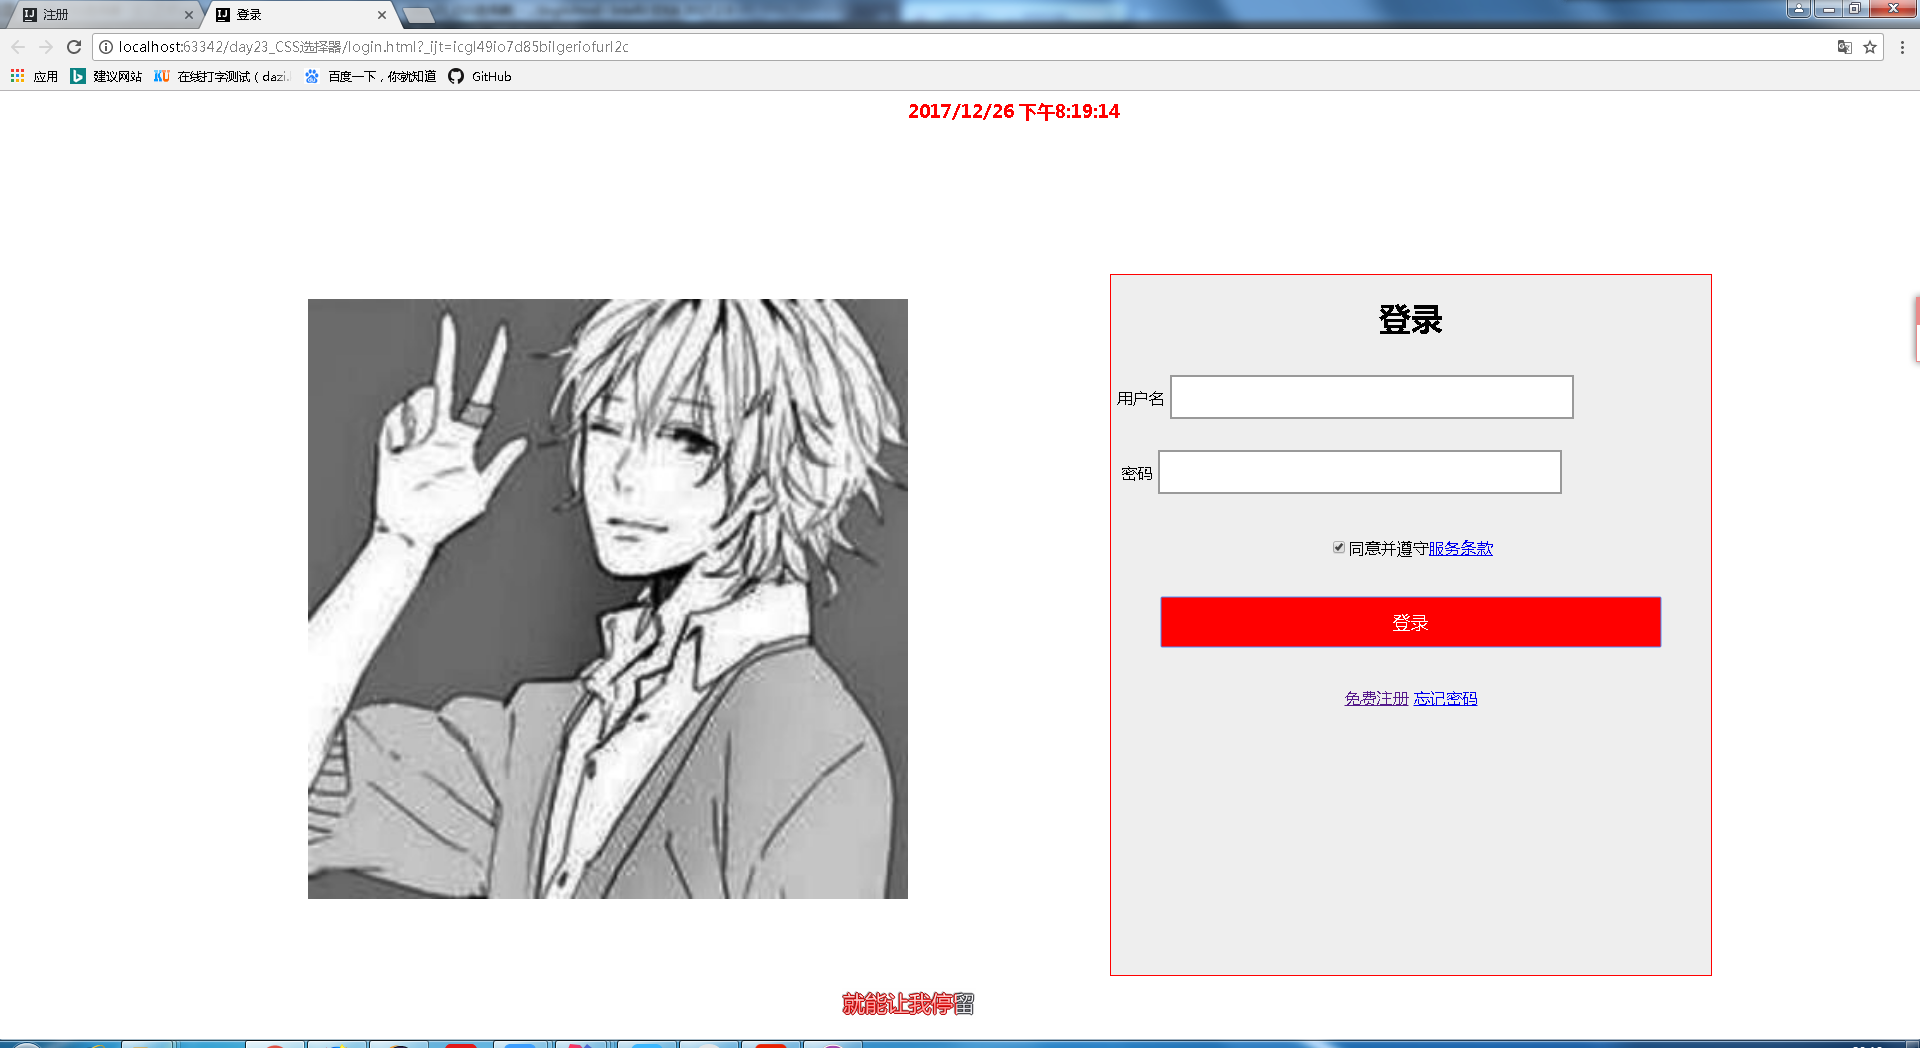 注册
登录
localhost:63342/day23_CSS选择器/login.html?_ijt=icgl49io7d85bilgeriofurl2c
应用 建议网站 在线打字测试（dazi. 百度一下，你就知道 GitHub
2017/12/26 下午8:19:14
登录
用户名
密码
同意并遵守服务条款
登录
免费注册 忘记密码
就能让我停留